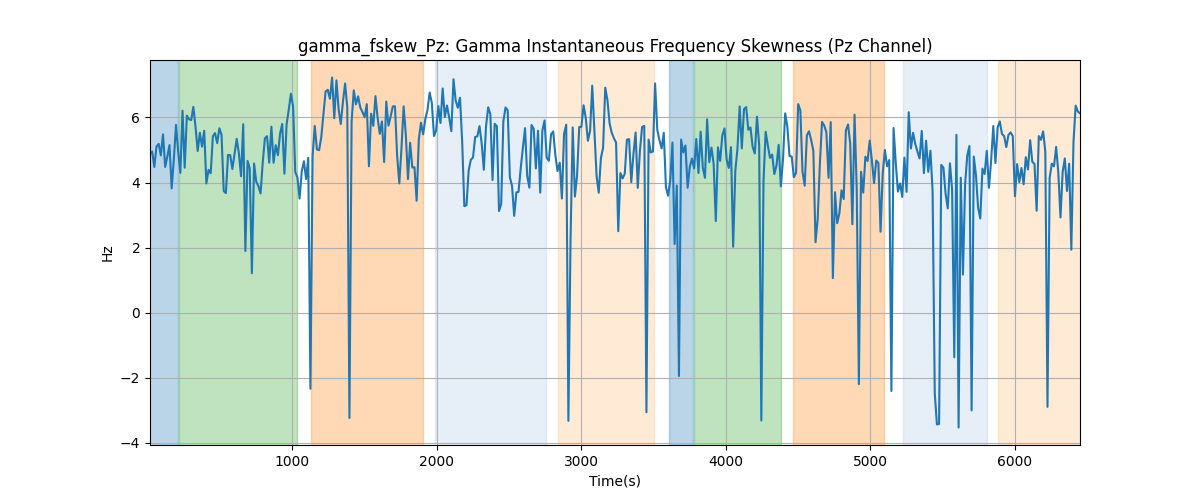 gamma_fskew_Pz: Gamma Instantaneous Frequency Skewness (Pz Channel)
6
4
2
0
−2
−4
Hz
1000 2000 3000 4000 5000 6000
Time(s)